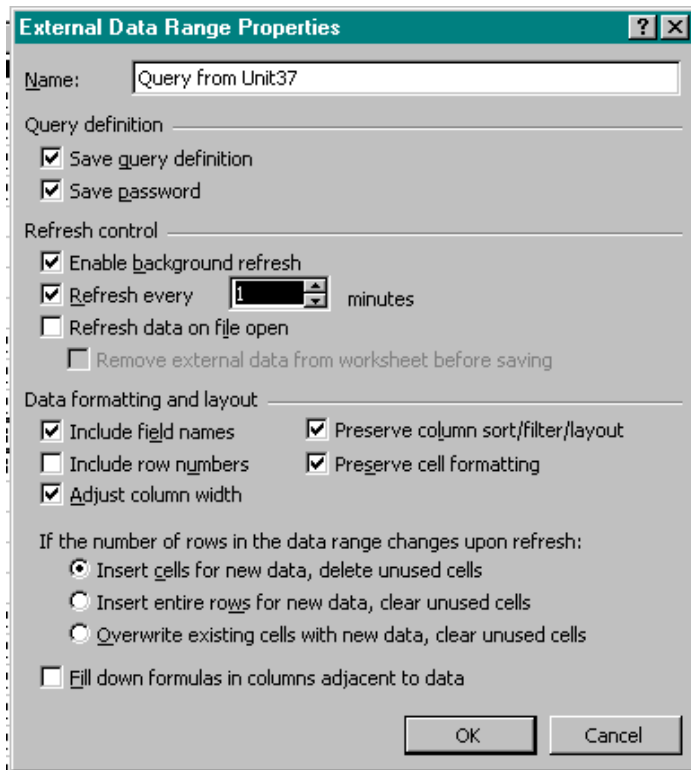 External Data Range Properties
Name: Query from Unit37
Query definition
Save query definition
Save password
Refresh control
Enable background refresh
Refresh every 1 minutes
Refresh data on file open
Remove external data from worksheet before saving
Data formatting and layout
Include field names Preserve column sort/filter/layout
Include row numbers Preserve cell formatting
Adjust column width
If the number of rows in the data range changes upon refresh:
Insert cells for new data, delete unused cells
Insert entire rows for new data, clear unused cells
Overwrite existing cells with new data, clear unused cells
Fill down formulas in columns adjacent to data
OK Cancel